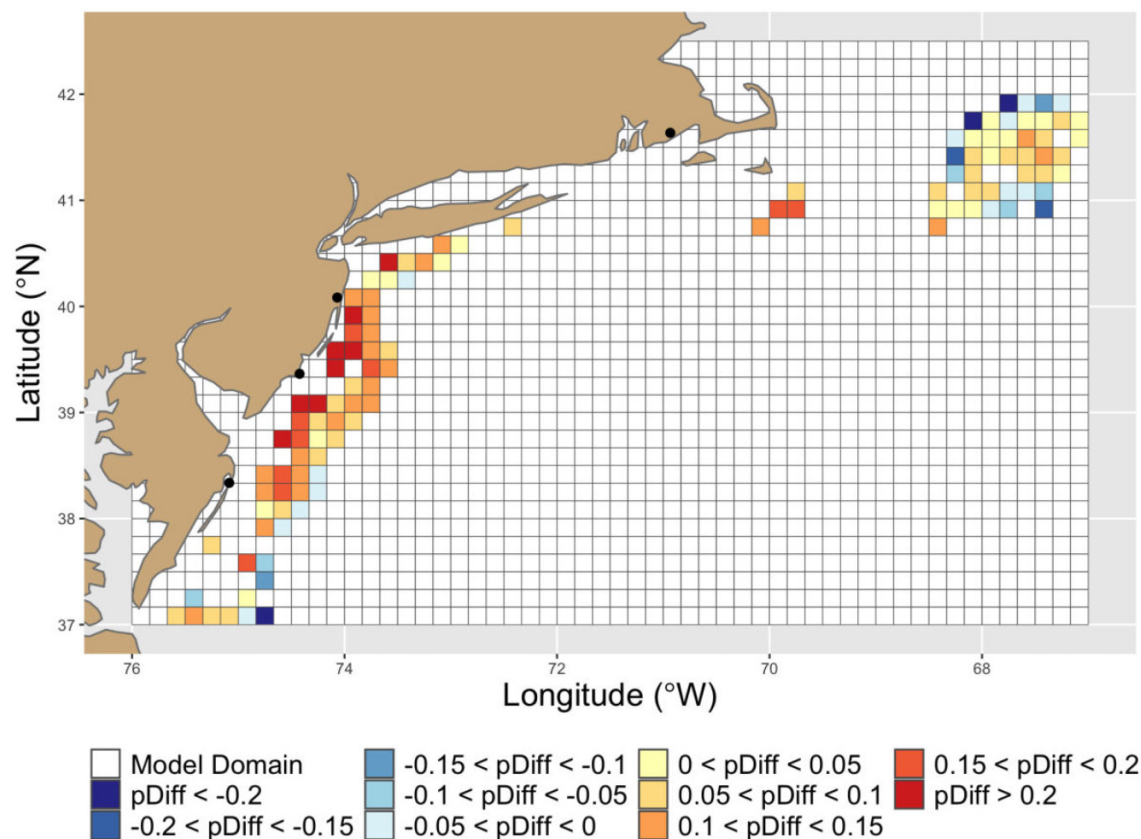 42
41
40
39
38
37
Latitude (°N)
76
74
72
70
68
Longitude (°W)
Model Domain
pDiff < -0.2
-0.2 < pDiff < -0.15
-0.15 < pDiff < -0.1
-0.1 < pDiff < -0.05
-0.05 < pDiff < 0
0 < pDiff < 0.05
0.05 < pDiff < 0.1
0.1 < pDiff < 0.15
0.15 < pDiff < 0.2
pDiff > 0.2